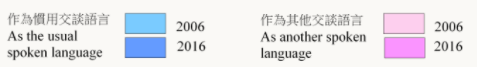 作為慣用交談語言
As the usual
spoken language
2006
2016
作為其他交談語言
As another spoken
language
2006
2016